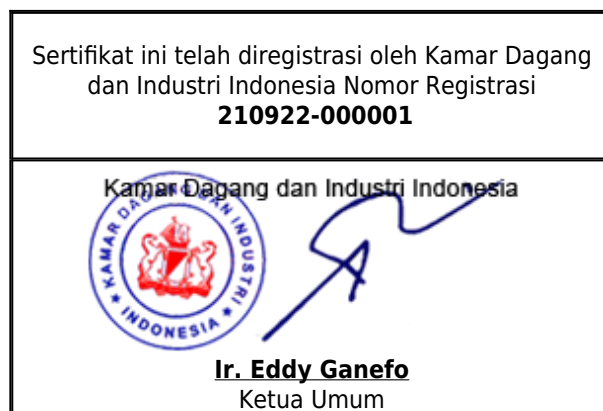 Sertifikat ini telah diregistrasi oleh Kamar Dagang
dan Industri Indonesia Nomor Registrasi
210922-000001
Kamar Dagang dan Industri Indonesia
KAMAR DAGANG DAN INDUSTRI
INDONESIA
Ir. Eddy Ganefo
Ketua Umum